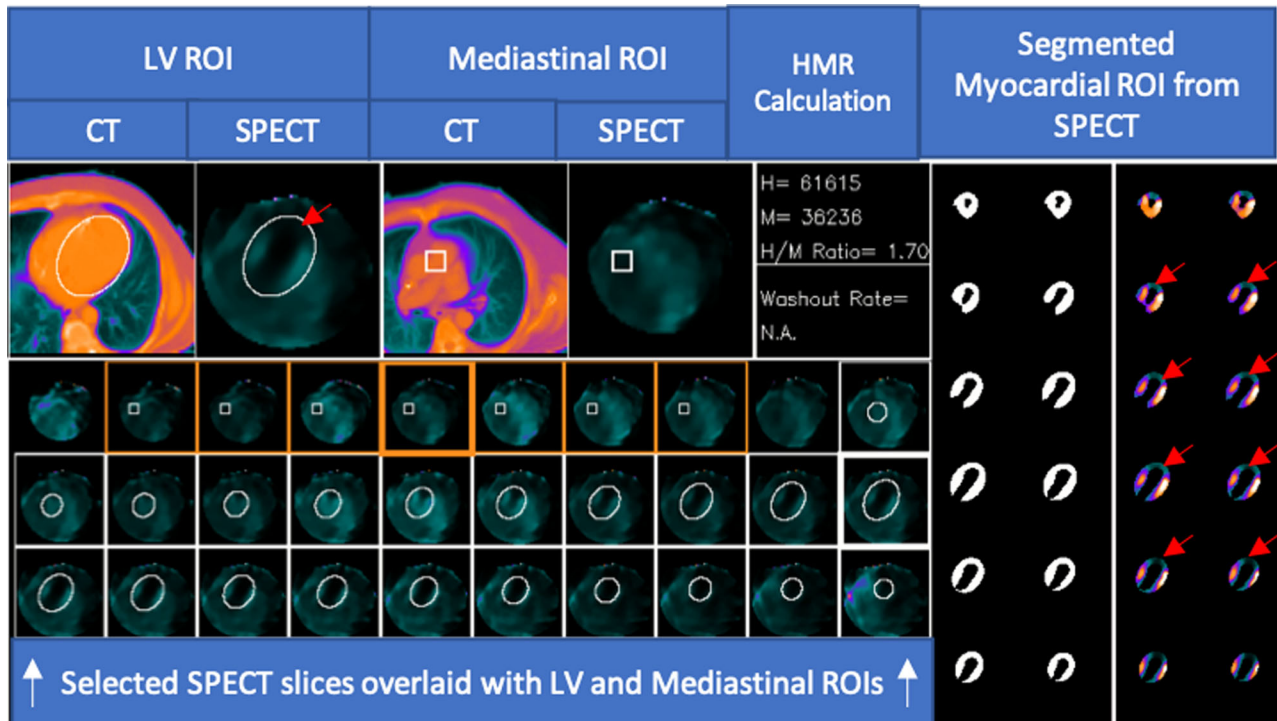 LV ROI
Mediastinal ROI
HMR
Calculation
Segmented
Myocardial ROI from
SPECT
CT
SPECT
CT
SPECT
H= 61615
M= 36236
H/M Ratio= 1.70
Washout Rate=
N.A.
Selected SPECT slices overlaid with LV and Mediastinal ROIs